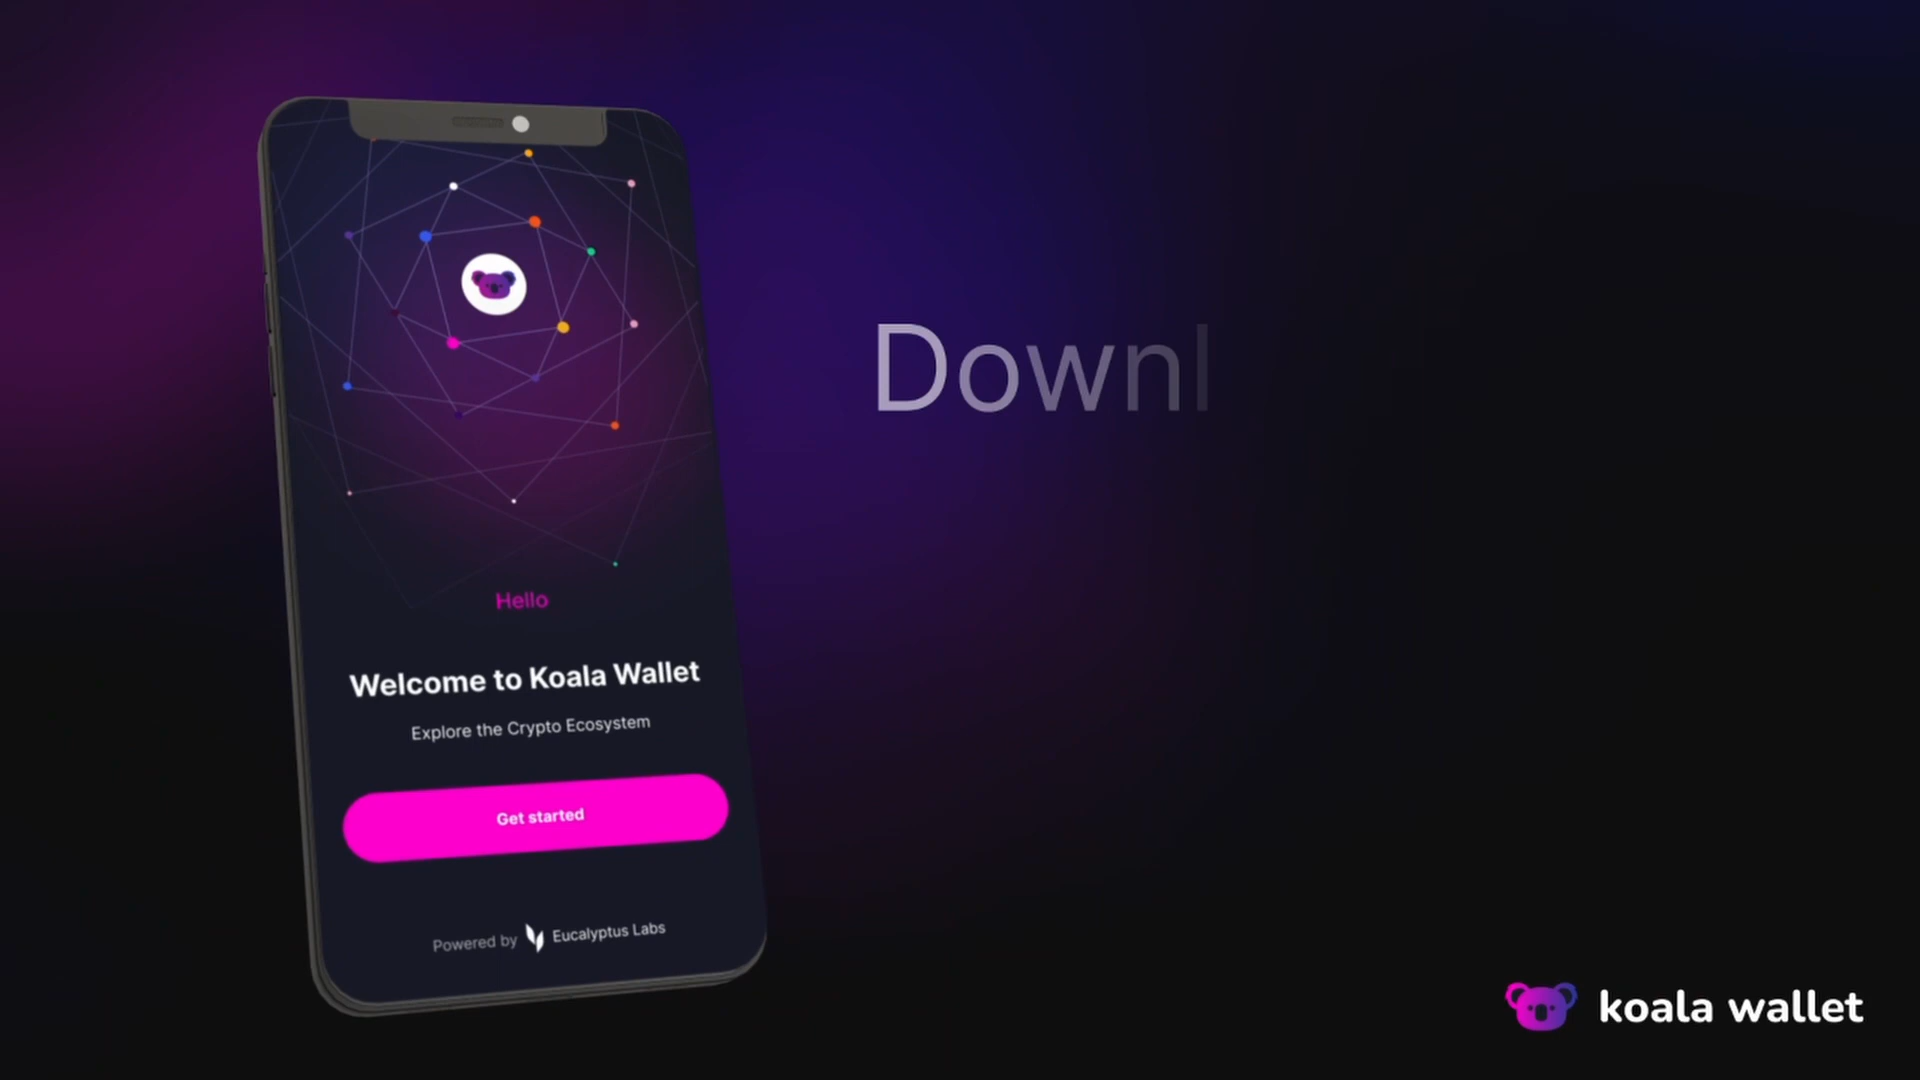 Downl
Hello
Welcome to Koala Wallet
Explore the Crypto Ecosystem
Get started
Powered by Eucalyptus Labs
koala wallet